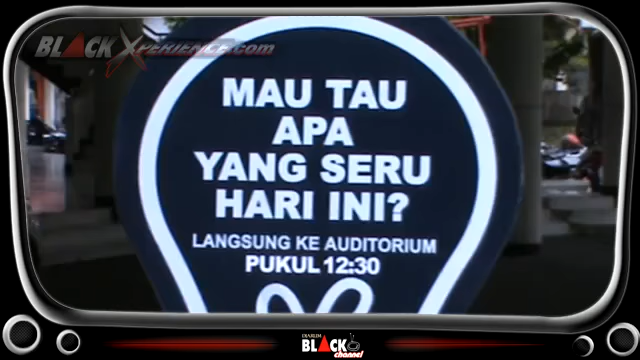 BLACKXPERIENCE.com
MAU TAU
APA
YANG SERU
HARI INI?
LANGSUNG KE AUDITORIUM
PUKUL 12:30
DJARUM
BLACK
channel